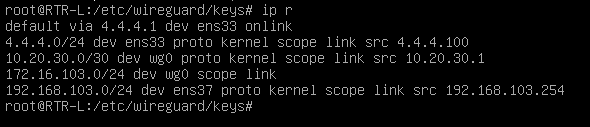 root@RTR-L:/etc/wireguard/keys# ip r
default via 4.4.4.1 dev ens33 onlink
4.4.4.0/24 dev ens33 proto kernel scope link src 4.4.4.100
10.20.30.0/30 dev wg0 proto kernel scope link src 10.20.30.1
172.16.103.0/24 dev wg0 scope link
192.168.103.0/24 dev ens37 proto kernel scope link src 192.168.103.254
root@RTR-L:/etc/wireguard/keys#